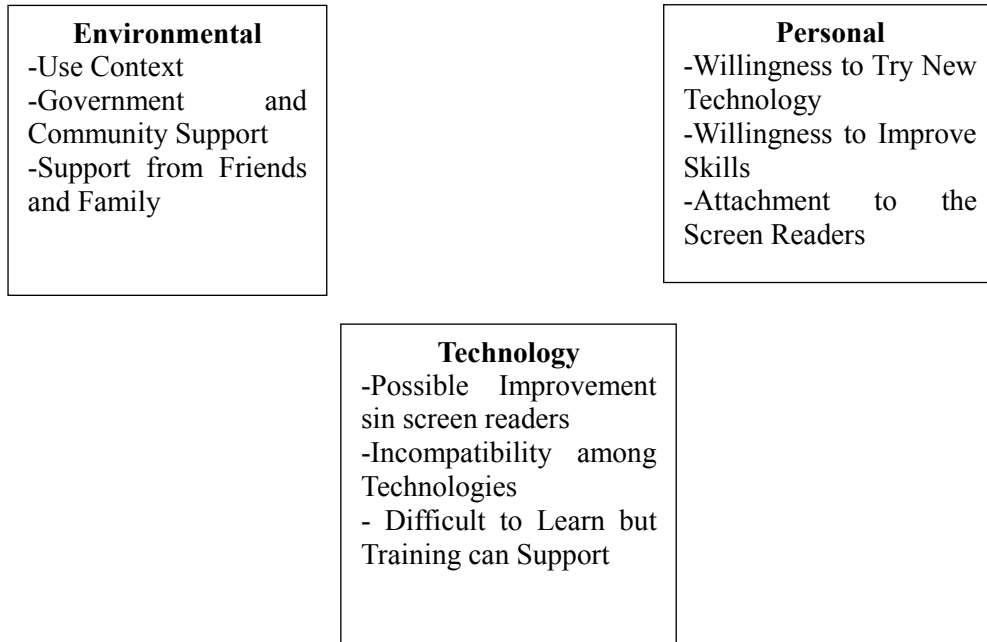 Environmental
-Use Context
-Government and
Community Support
-Support from Friends
and Family
Personal
-Willingness to Try New
Technology
-Willingness to Improve
Skills
-Attachment to the
Screen Readers
Technology
-Possible Improvement
sin screen readers
-Incompatibility among
Technologies
- Difficult to Learn but
Training can Support